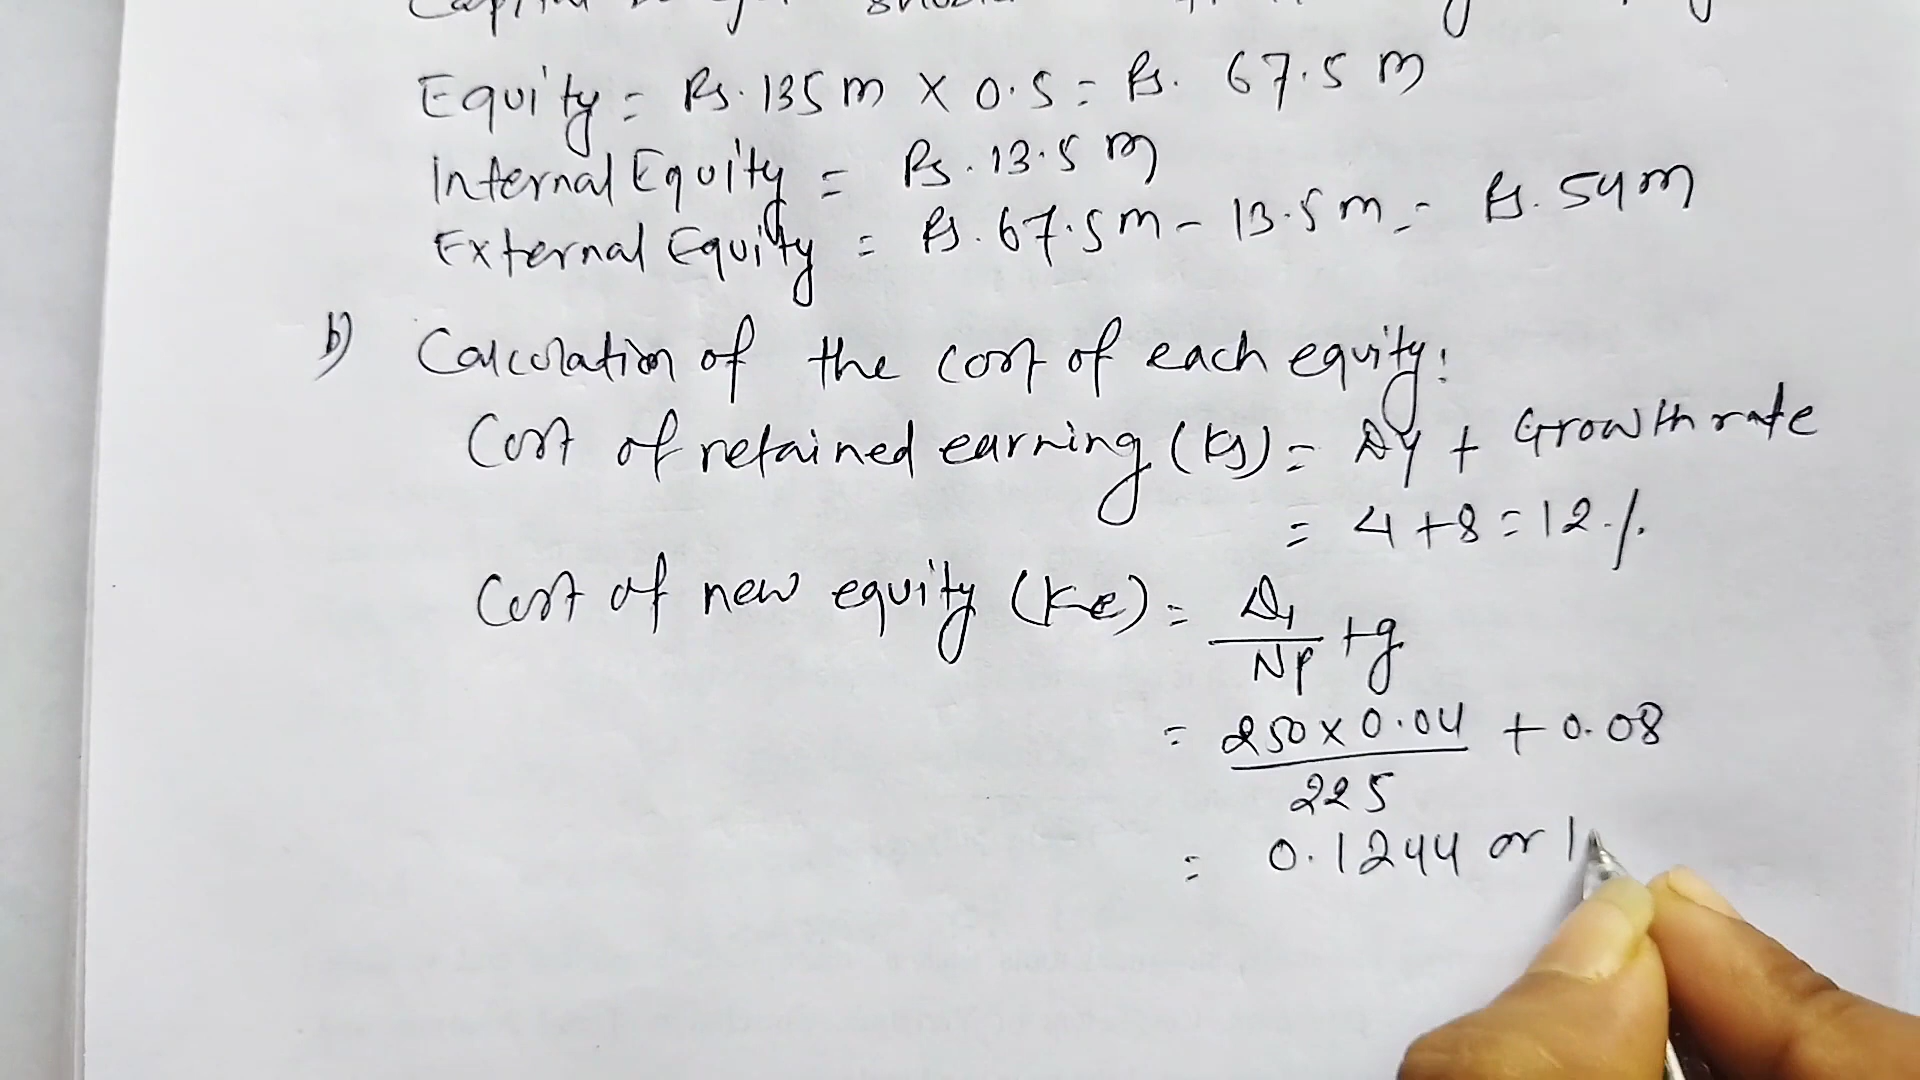 Capital
Equity = Rs. 135 m × 0.5 = Rs. 67.5 m
Internal Equity = Rs. 13.5 m
External Equity = Rs. 67.5 m - 13.5 m = Rs. 54 m
b) Calculation of the cost of each equity:
Cost of retained earning (ks) = Dy + Growth rate
= 4 + 8 = 12 %
Cost of new equity (Ke) = D1 / NP + g
= 250 × 0.04 / 225 + 0.08
= 0.1244 or 1